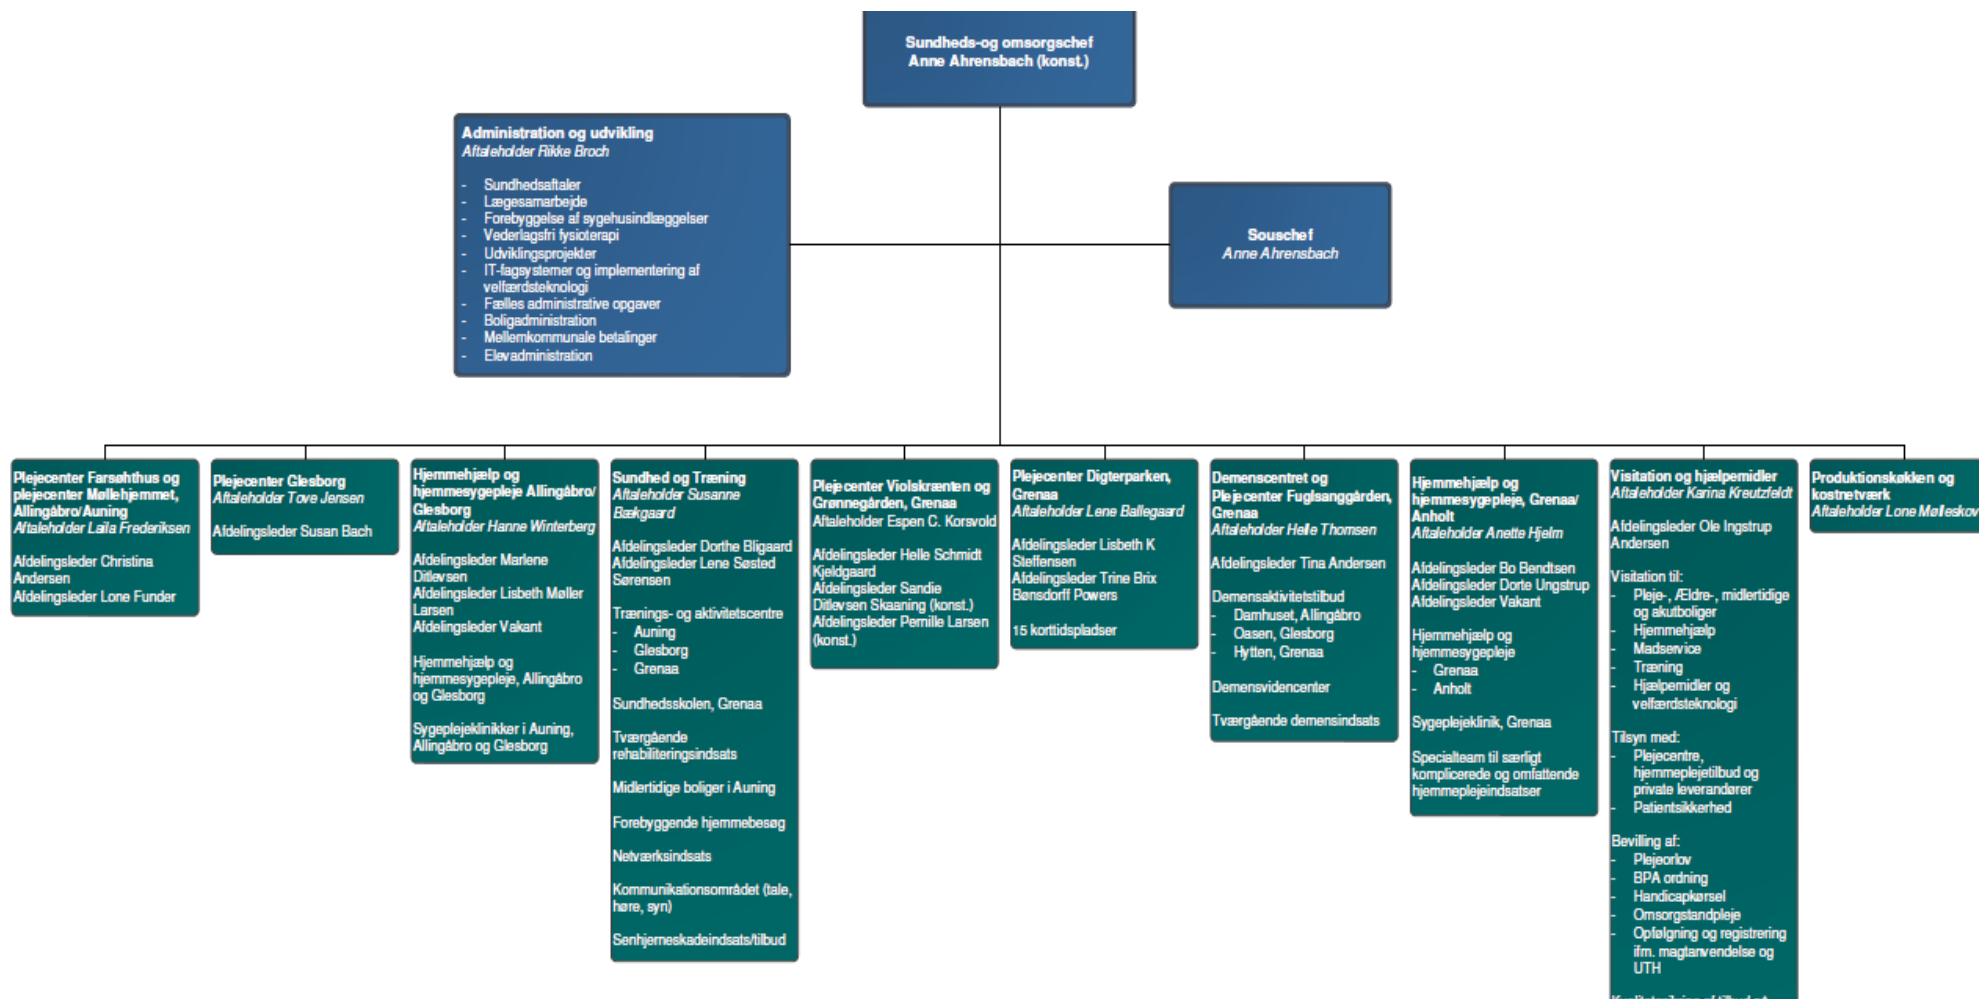 Sundheds-og omsorgschef
Anne Ahrensbach (konst.)
Administration og udvikling
Aftaleholder Rikke Broch
- Sundhedsaftaler
- Lægesamarbejde
- Forebyggelse af sygehusindlæggelser
- Vederlagsfri fysioterapi
- Udviklingsprojekter
- IT-fagsystemer og implementering af
velfærdsteknologi
- Fælles administrative opgaver
- Boligadministration
- Mellemkommunale betalinger
- Elevadministration
Souschef
Anne Ahrensbach
Plejecenter Farsøhthus og
plejecenter Møllehjemmet,
Allingåbro/Auning
Aftaleholder Laila Frederiksen
Afdelingsleder Christina
Andersen
Afdelingsleder Lone Funder
Plejecenter Glesborg
Aftaleholder Tove Jensen
Afdelingsleder Susan Bach
Hjemmehjælp og
hjemmesygepleje Allingåbro/
Glesborg
Aftaleholder Hanne Winterberg
Afdelingsleder Marlene
Ditlevsen
Afdelingsleder Lisbeth Møller
Larsen
Afdelingsleder Vakant
Hjemmehjælp og
hjemmesygepleje, Allingåbro
og Glesborg
Sygeplejeklinikker i Auning,
Allingåbro og Glesborg
Sundhed og Træning
Aftaleholder Susanne
Bækgaard
Afdelingsleder Dorthe Bligaard
Afdelingsleder Lene Søsted
Sørensen
Trænings- og aktivitetscentre
- Auning
- Glesborg
- Grenaa
Sundhedsskolen, Grenaa
Tværgående
rehabiliteringsindsats
Midlertidige boliger i Auning
Forebyggende hjemmebesøg
Netværksindsats
Kommunikationsområdet (tale,
høre, syn)
Senhjerneskadeindsats/tilbud
Plejecenter Violskrænten og
Grønnegården, Grenaa
Aftaleholder Espen C. Korsvold
Afdelingsleder Helle Schmidt
Kjeldgaard
Afdelingsleder Sandie
Ditlevsen Skaaning (konst.)
Afdelingsleder Pernille Larsen
(konst.)
Plejecenter Digterparken,
Grenaa
Aftaleholder Lene Ballegaard
Afdelingsleder Lisbeth K
Steffensen
Afdelingsleder Trine Brix
Bønsdorff Powers
15 korttidspladser
Demenscentret og
Plejecenter Fuglsanggården,
Grenaa
Aftaleholder Helle Thomsen
Afdelingsleder Tina Andersen
Demensaktivitetstilbud
- Damhuset, Allingåbro
- Oasen, Glesborg
- Hytten, Grenaa
Demensvidencenter
Tværgående demensindsats
Hjemmehjælp og
hjemmesygepleje, Grenaa/
Anholt
Aftaleholder Anette Hjelm
Afdelingsleder Bo Bendtsen
Afdelingsleder Dorte Ungstrup
Afdelingsleder Vakant
Hjemmehjælp og
hjemmesygepleje
- Grenaa
- Anholt
Sygeplejeklinik, Grenaa
Specialteam til særligt
komplicerede og omfattende
hjemmeplejeindsatser
Visitation og hjælpemidler
Aftaleholder Karina Kreutzfeldt
Afdelingsleder Ole Ingstrup
Andersen
Visitation til:
- Pleje-, Ældre-, midlertidige
og akutboliger
- Hjemmehjælp
- Madservice
- Træning
- Hjælpemidler og
velfærdsteknologi
Tilsyn med:
- Plejecentre,
hjemmeplejetilbud og
private leverandører
- Patientsikkerhed
Bevilling af:
- Plejeorlov
- BPA ordning
- Handicapkørsel
- Omsorgstandpleje
- Opfølgning og registrering
ifm. magtanvendelse og
UTH
Produktionskøkken og
kostnetværk
Aftaleholder Lone Mølleskov